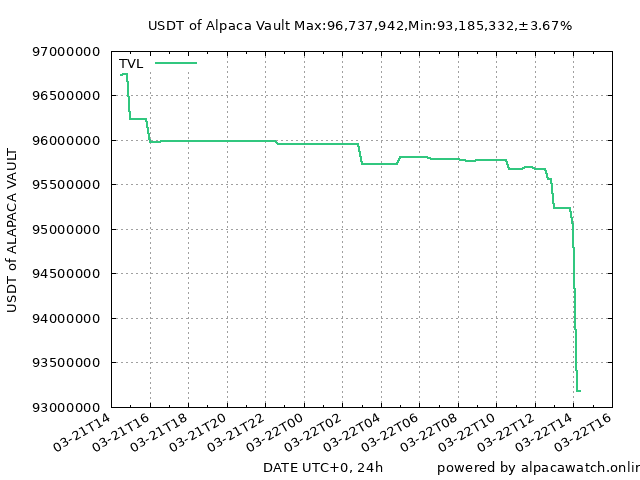 USDT of Alpaca Vault Max:96,737,942,Min:93,185,332,±3.67%
TVL
97000000
96500000
96000000
95500000
95000000
94500000
94000000
93500000
93000000
USDT of ALAPACA VAULT
03-21T14
03-21T16
03-21T18
03-21T20
03-21T22
03-22T00
03-22T02
03-22T04
03-22T06
03-22T08
03-22T10
03-22T12
03-22T14
03-22T16
DATE UTC+0, 24h
powered by alpacawatch.onlin